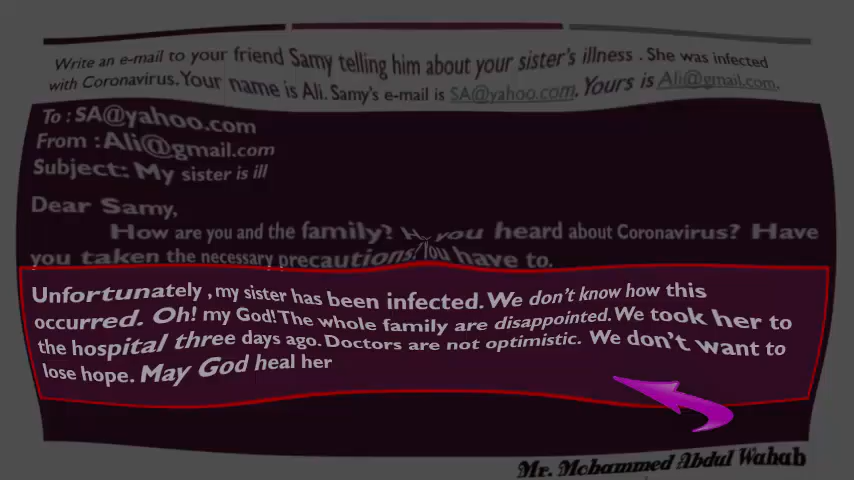 Write an e-mail to your friend Samy telling him about your sister's illness . She was infected
with Coronavirus. Your name is Ali. Samy's e-mail is SA@yahoo.com. Yours is Ali@gmail.com.
To : SA@yahoo.com
From : Ali@gmail.com
Subject: My sister is ill
Dear Samy,
How are you and the family? you heard about Coronavirus? Have
you taken the necessary precautions? You have to.
Unfortunately , my sister has been infected. We don't know how this
occurred. Oh! my God! The whole family are disappointed. We took her to
the hospital three days ago. Doctors are not optimistic. We don't want to
lose hope. May God heal her
Mr. Mohammed Abdul Wahab